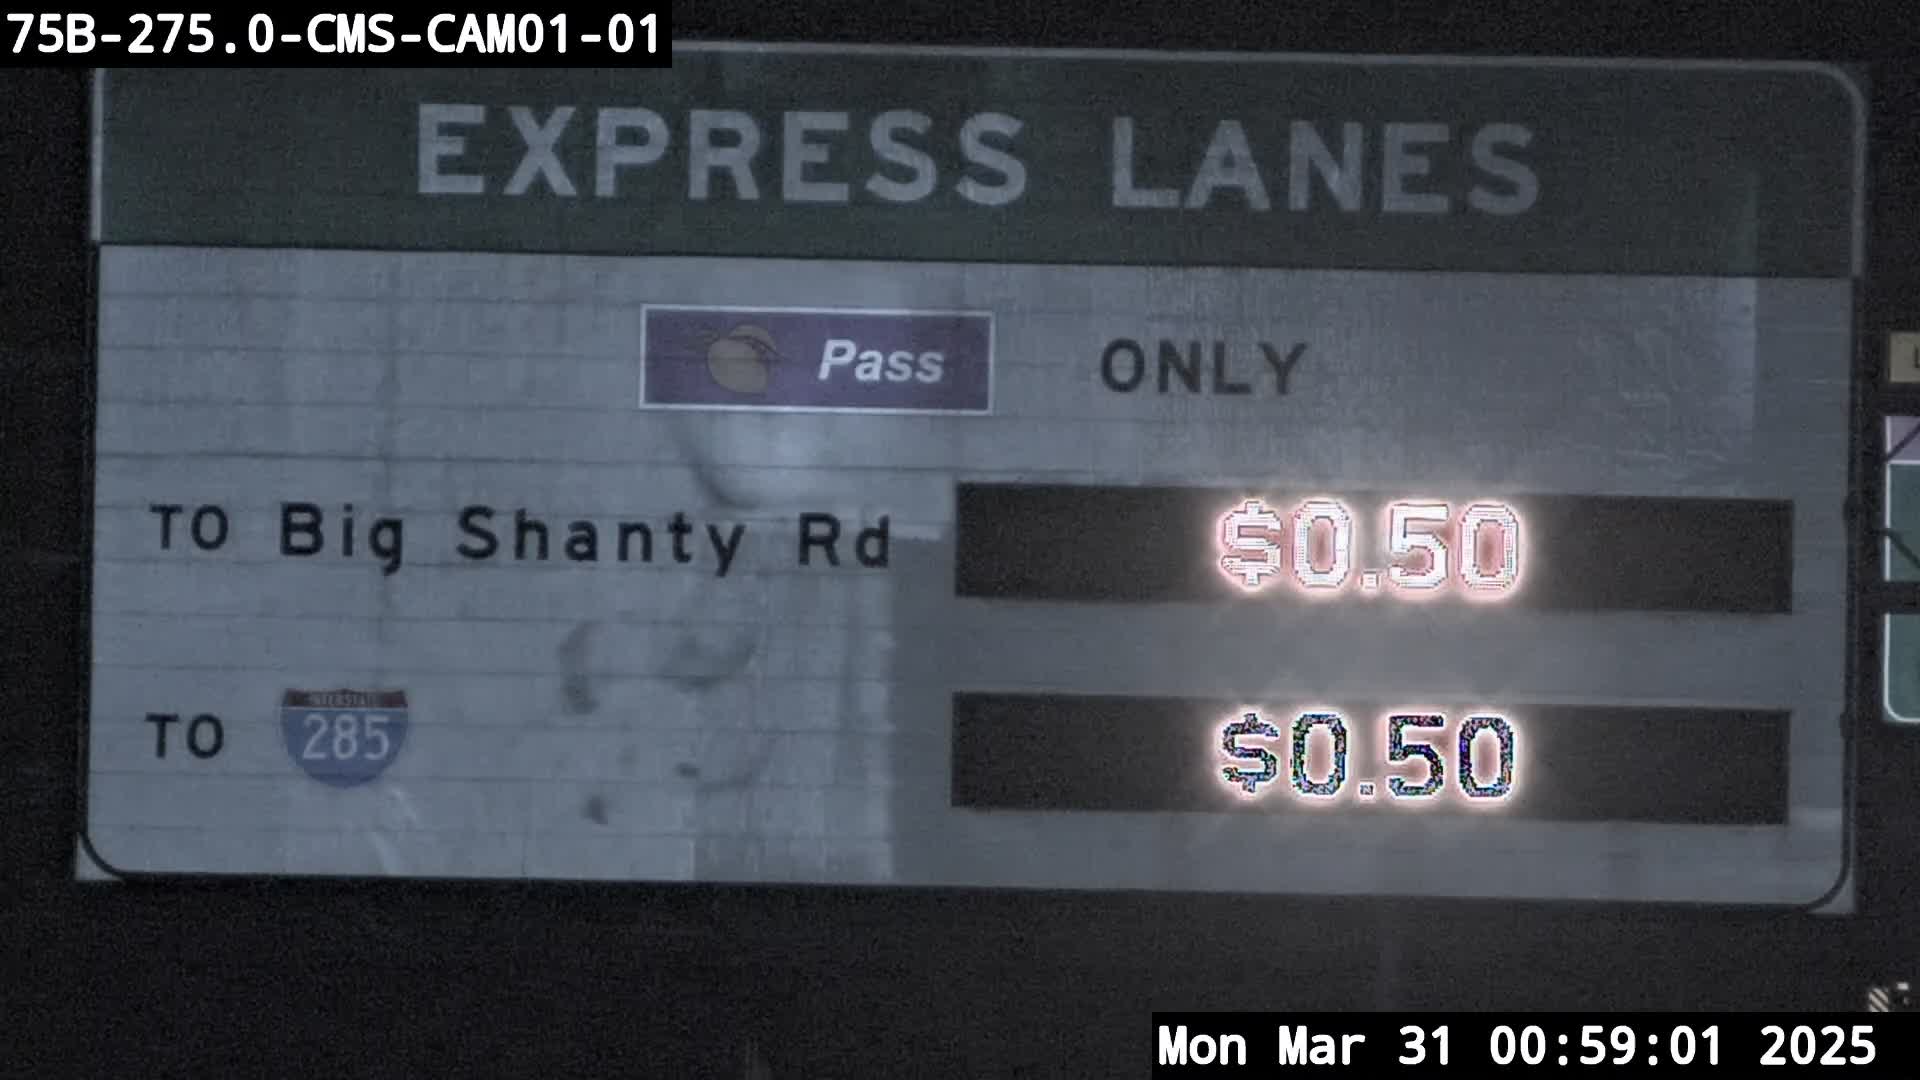 75B-275.0-CMS-CAM01-01
EXPRESS LANES
Pass ONLY
TO Big Shanty Rd $0.50
INTERSTATE
TO 285 $0.50
Mon Mar 31 00:59:01 2025